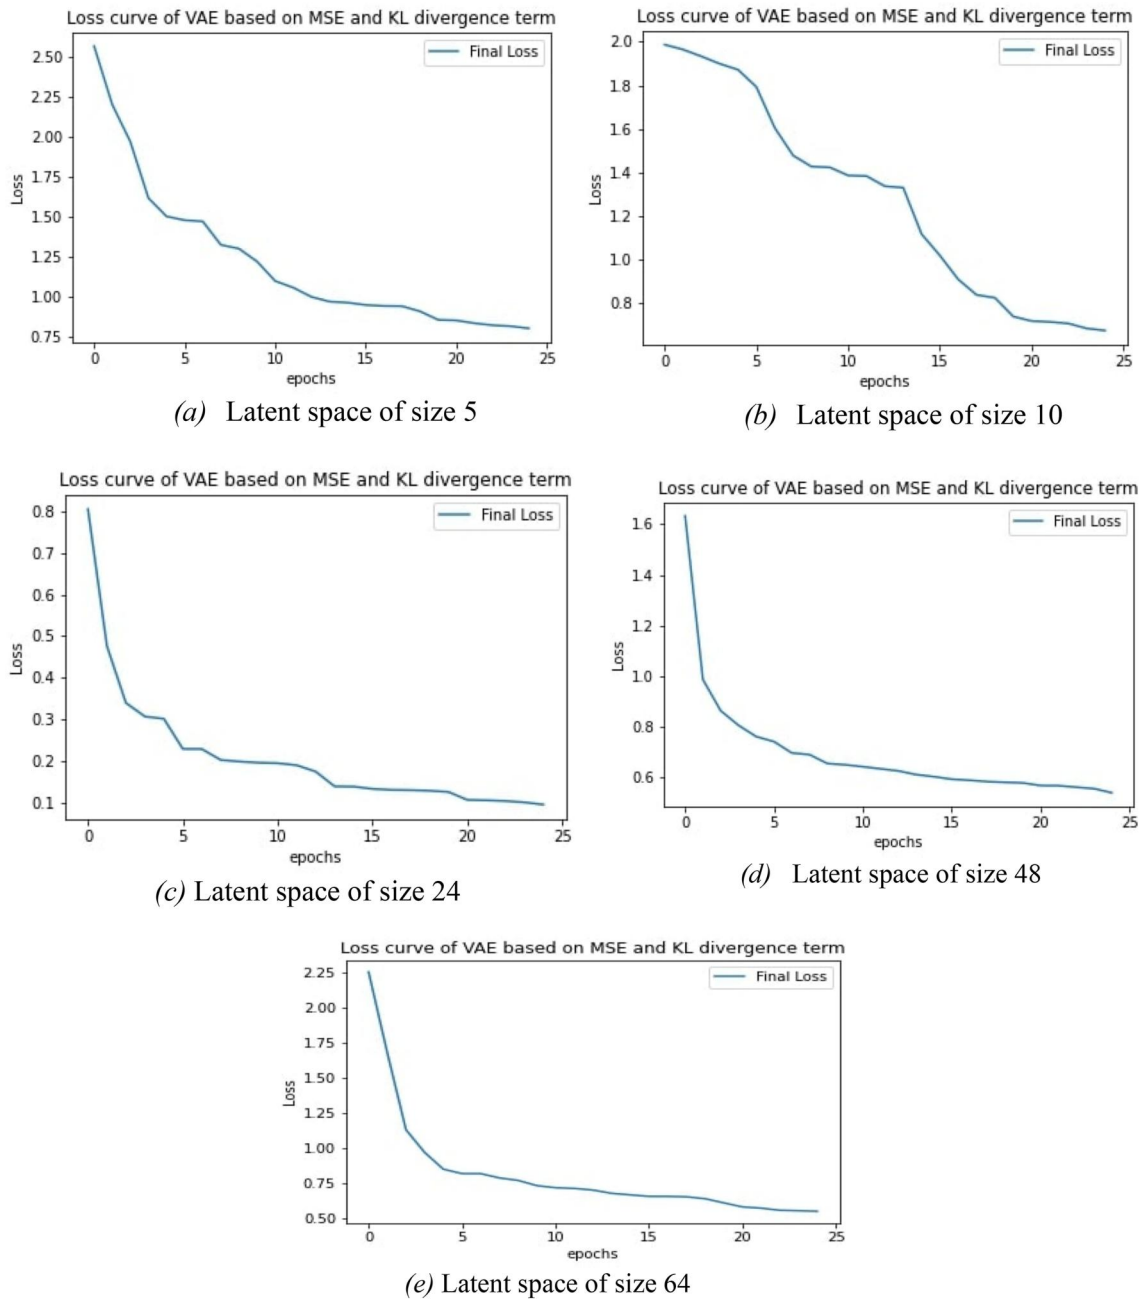 Loss curve of VAE based on MSE and KL divergence term
Final Loss
2.50
2.25
2.00
1.75
1.50
1.25
1.00
0.75
Loss
0 5 10 15 20 25
epochs
(a) Latent space of size 5
Loss curve of VAE based on MSE and KL divergence term
Final Loss
2.0
1.8
1.6
1.4
1.2
1.0
0.8
Loss
0 5 10 15 20 25
epochs
(b) Latent space of size 10
Loss curve of VAE based on MSE and KL divergence term
Final Loss
0.8
0.7
0.6
0.5
0.4
0.3
0.2
0.1
Loss
0 5 10 15 20 25
epochs
(c) Latent space of size 24
Loss curve of VAE based on MSE and KL divergence term
Final Loss
1.6
1.4
1.2
1.0
0.8
0.6
Loss
0 5 10 15 20 25
epochs
(d) Latent space of size 48
Loss curve of VAE based on MSE and KL divergence term
Final Loss
2.25
2.00
1.75
1.50
1.25
1.00
0.75
0.50
Loss
0 5 10 15 20 25
epochs
(e) Latent space of size 64